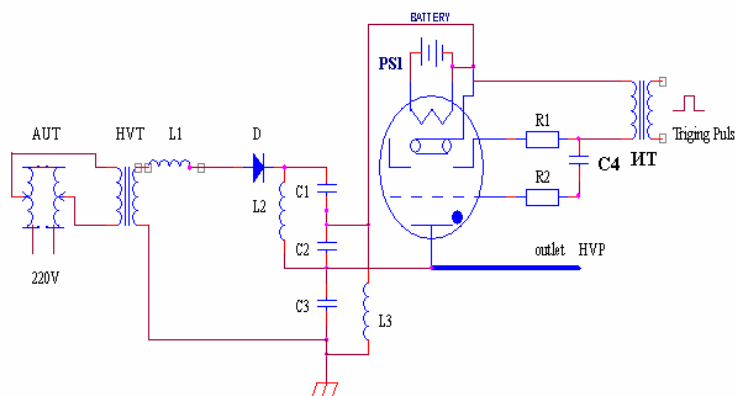 BATTERY
PS1
R1
AUT
HVT
L1
D
Triging Puls
C4
ИТ
R2
C1
L2
C2
outlet HVP
220V
C3
L3